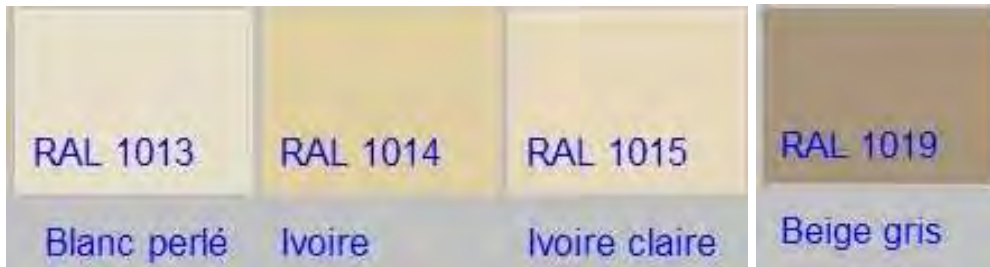 RAL 1013
RAL 1014
RAL 1015
RAL 1019
Blanc perlé
Ivoire
Ivoire claire
Beige gris